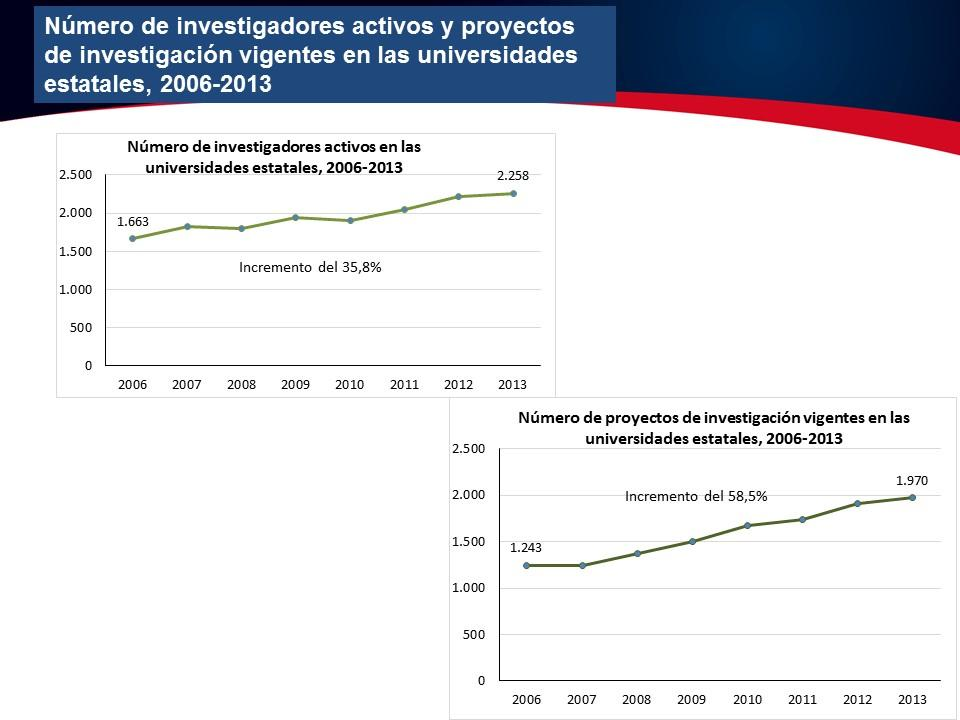 Número de investigadores activos y proyectos
de investigación vigentes en las universidades
estatales, 2006-2013
Número de investigadores activos en las
universidades estatales, 2006-2013
2.500
2.000
1.500
1.000
500
0
1.663
2.258
Incremento del 35,8%
2006 2007 2008 2009 2010 2011 2012 2013
Número de proyectos de investigación vigentes en las
universidades estatales, 2006-2013
2.500
2.000
1.500
1.000
500
0
1.243
1.970
Incremento del 58,5%
2006 2007 2008 2009 2010 2011 2012 2013